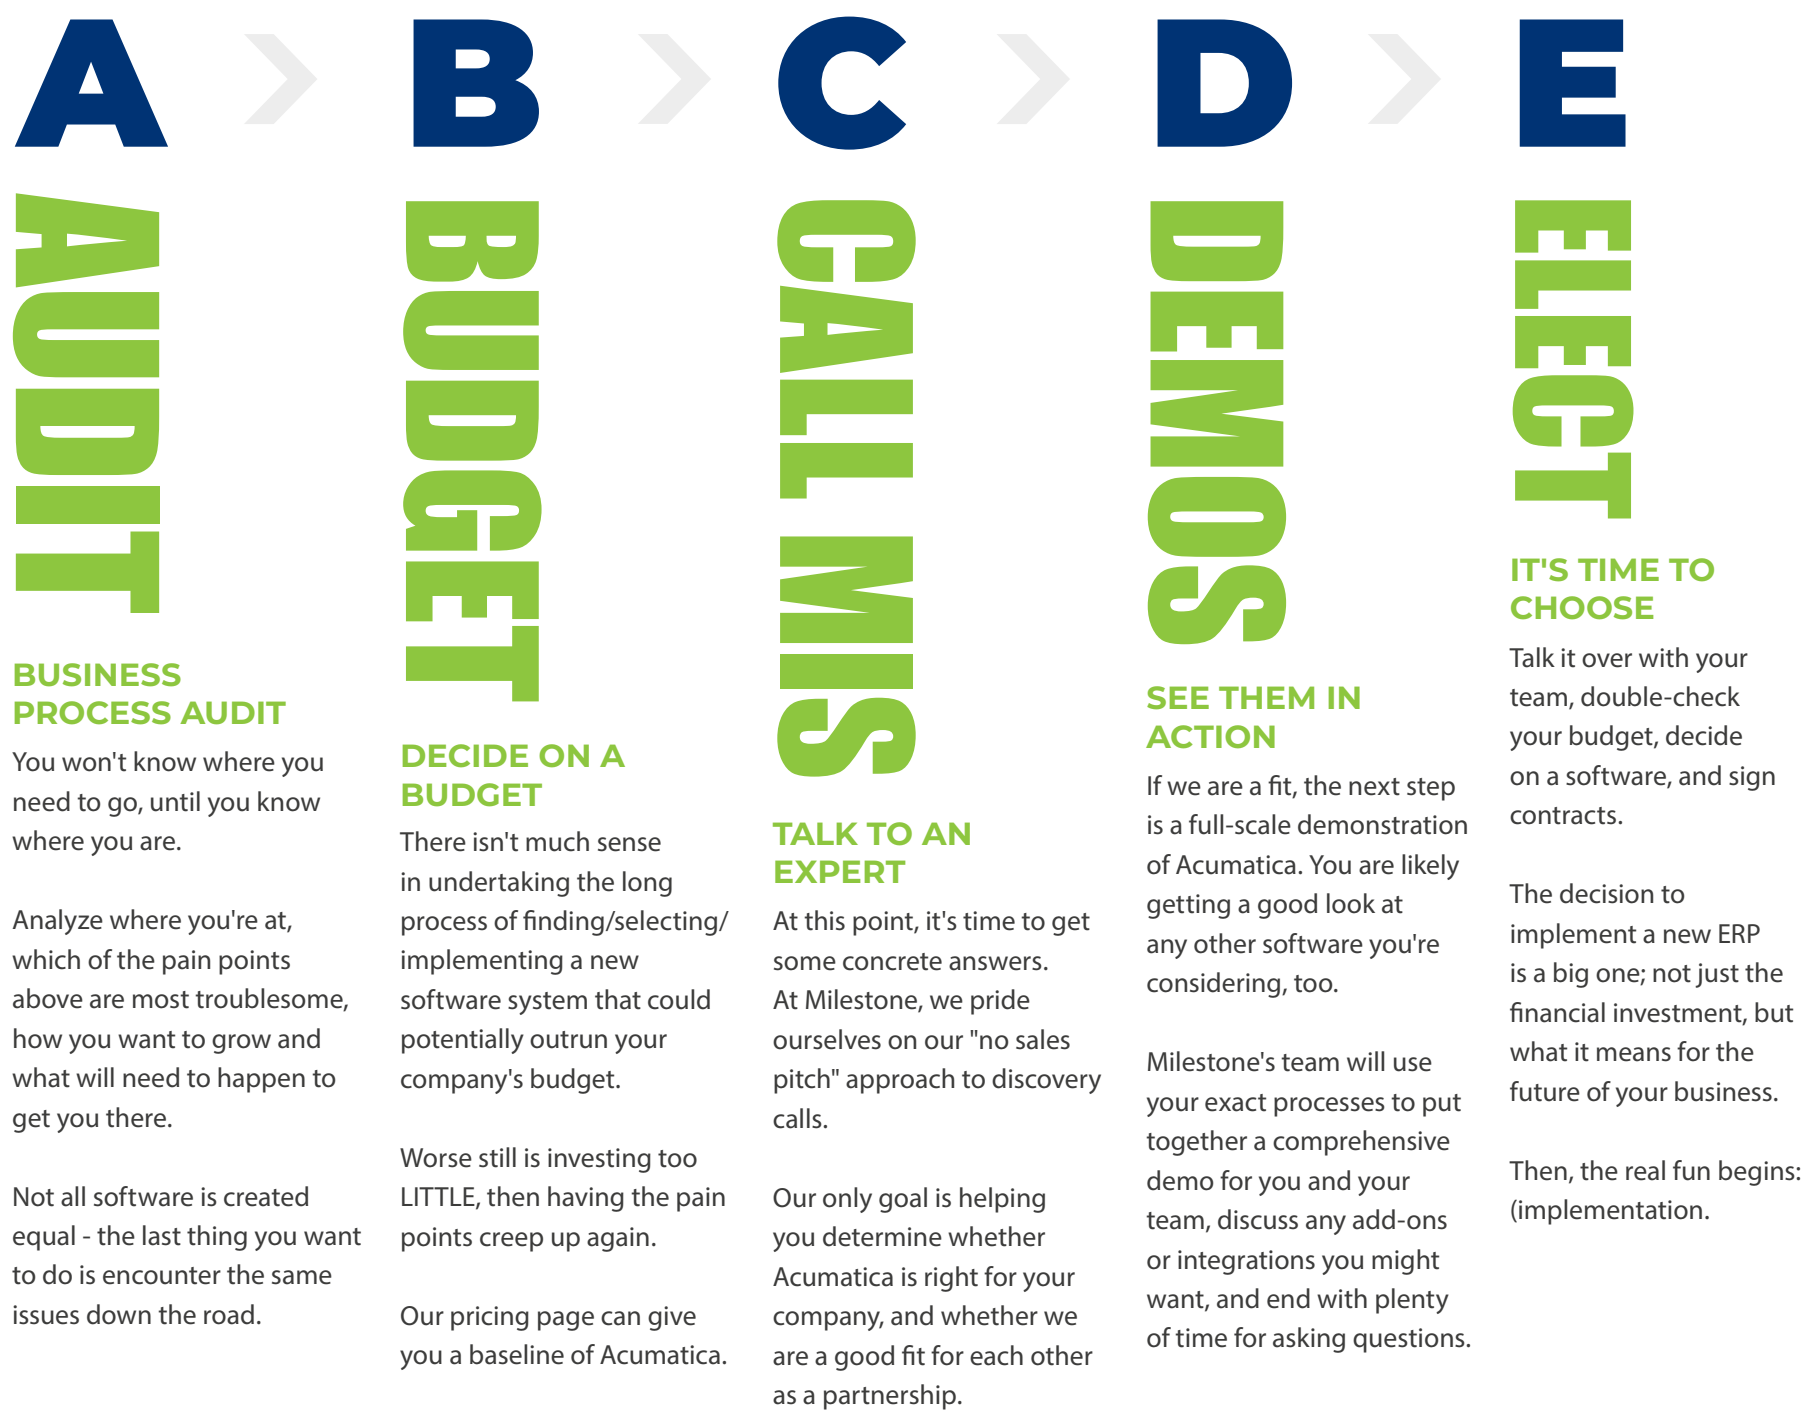 A
B
C
D
E
AUDIT
BUSINESS
PROCESS AUDIT
You won't know where you
need to go, until you know
where you are.
Analyze where you're at,
which of the pain points
above are most troublesome,
how you want to grow and
what will need to happen to
get you there.
Not all software is created
equal - the last thing you want
to do is encounter the same
issues down the road.
BUDGET
DECIDE ON A
BUDGET
There isn't much sense
in undertaking the long
process of finding/selecting/
implementing a new
software system that could
potentially outrun your
company's budget.
Worse still is investing too
LITTLE, then having the pain
points creep up again.
Our pricing page can give
you a baseline of Acumatica.
CALL MIS
TALK TO AN
EXPERT
At this point, it's time to get
some concrete answers.
At Milestone, we pride
ourselves on our "no sales
pitch" approach to discovery
calls.
Our only goal is helping
you determine whether
Acumatica is right for your
company, and whether we
are a good fit for each other
as a partnership.
DEMOS
SEE THEM IN
ACTION
If we are a fit, the next step
is a full-scale demonstration
of Acumatica. You are likely
getting a good look at
any other software you're
considering, too.
Milestone's team will use
your exact processes to put
together a comprehensive
demo for you and your
team, discuss any add-ons
or integrations you might
want, and end with plenty
of time for asking questions.
ELECT
IT'S TIME TO
CHOOSE
Talk it over with your
team, double-check
your budget, decide
on a software, and sign
contracts.
The decision to
implement a new ERP
is a big one; not just the
financial investment, but
what it means for the
future of your business.
Then, the real fun begins:
(implementation.